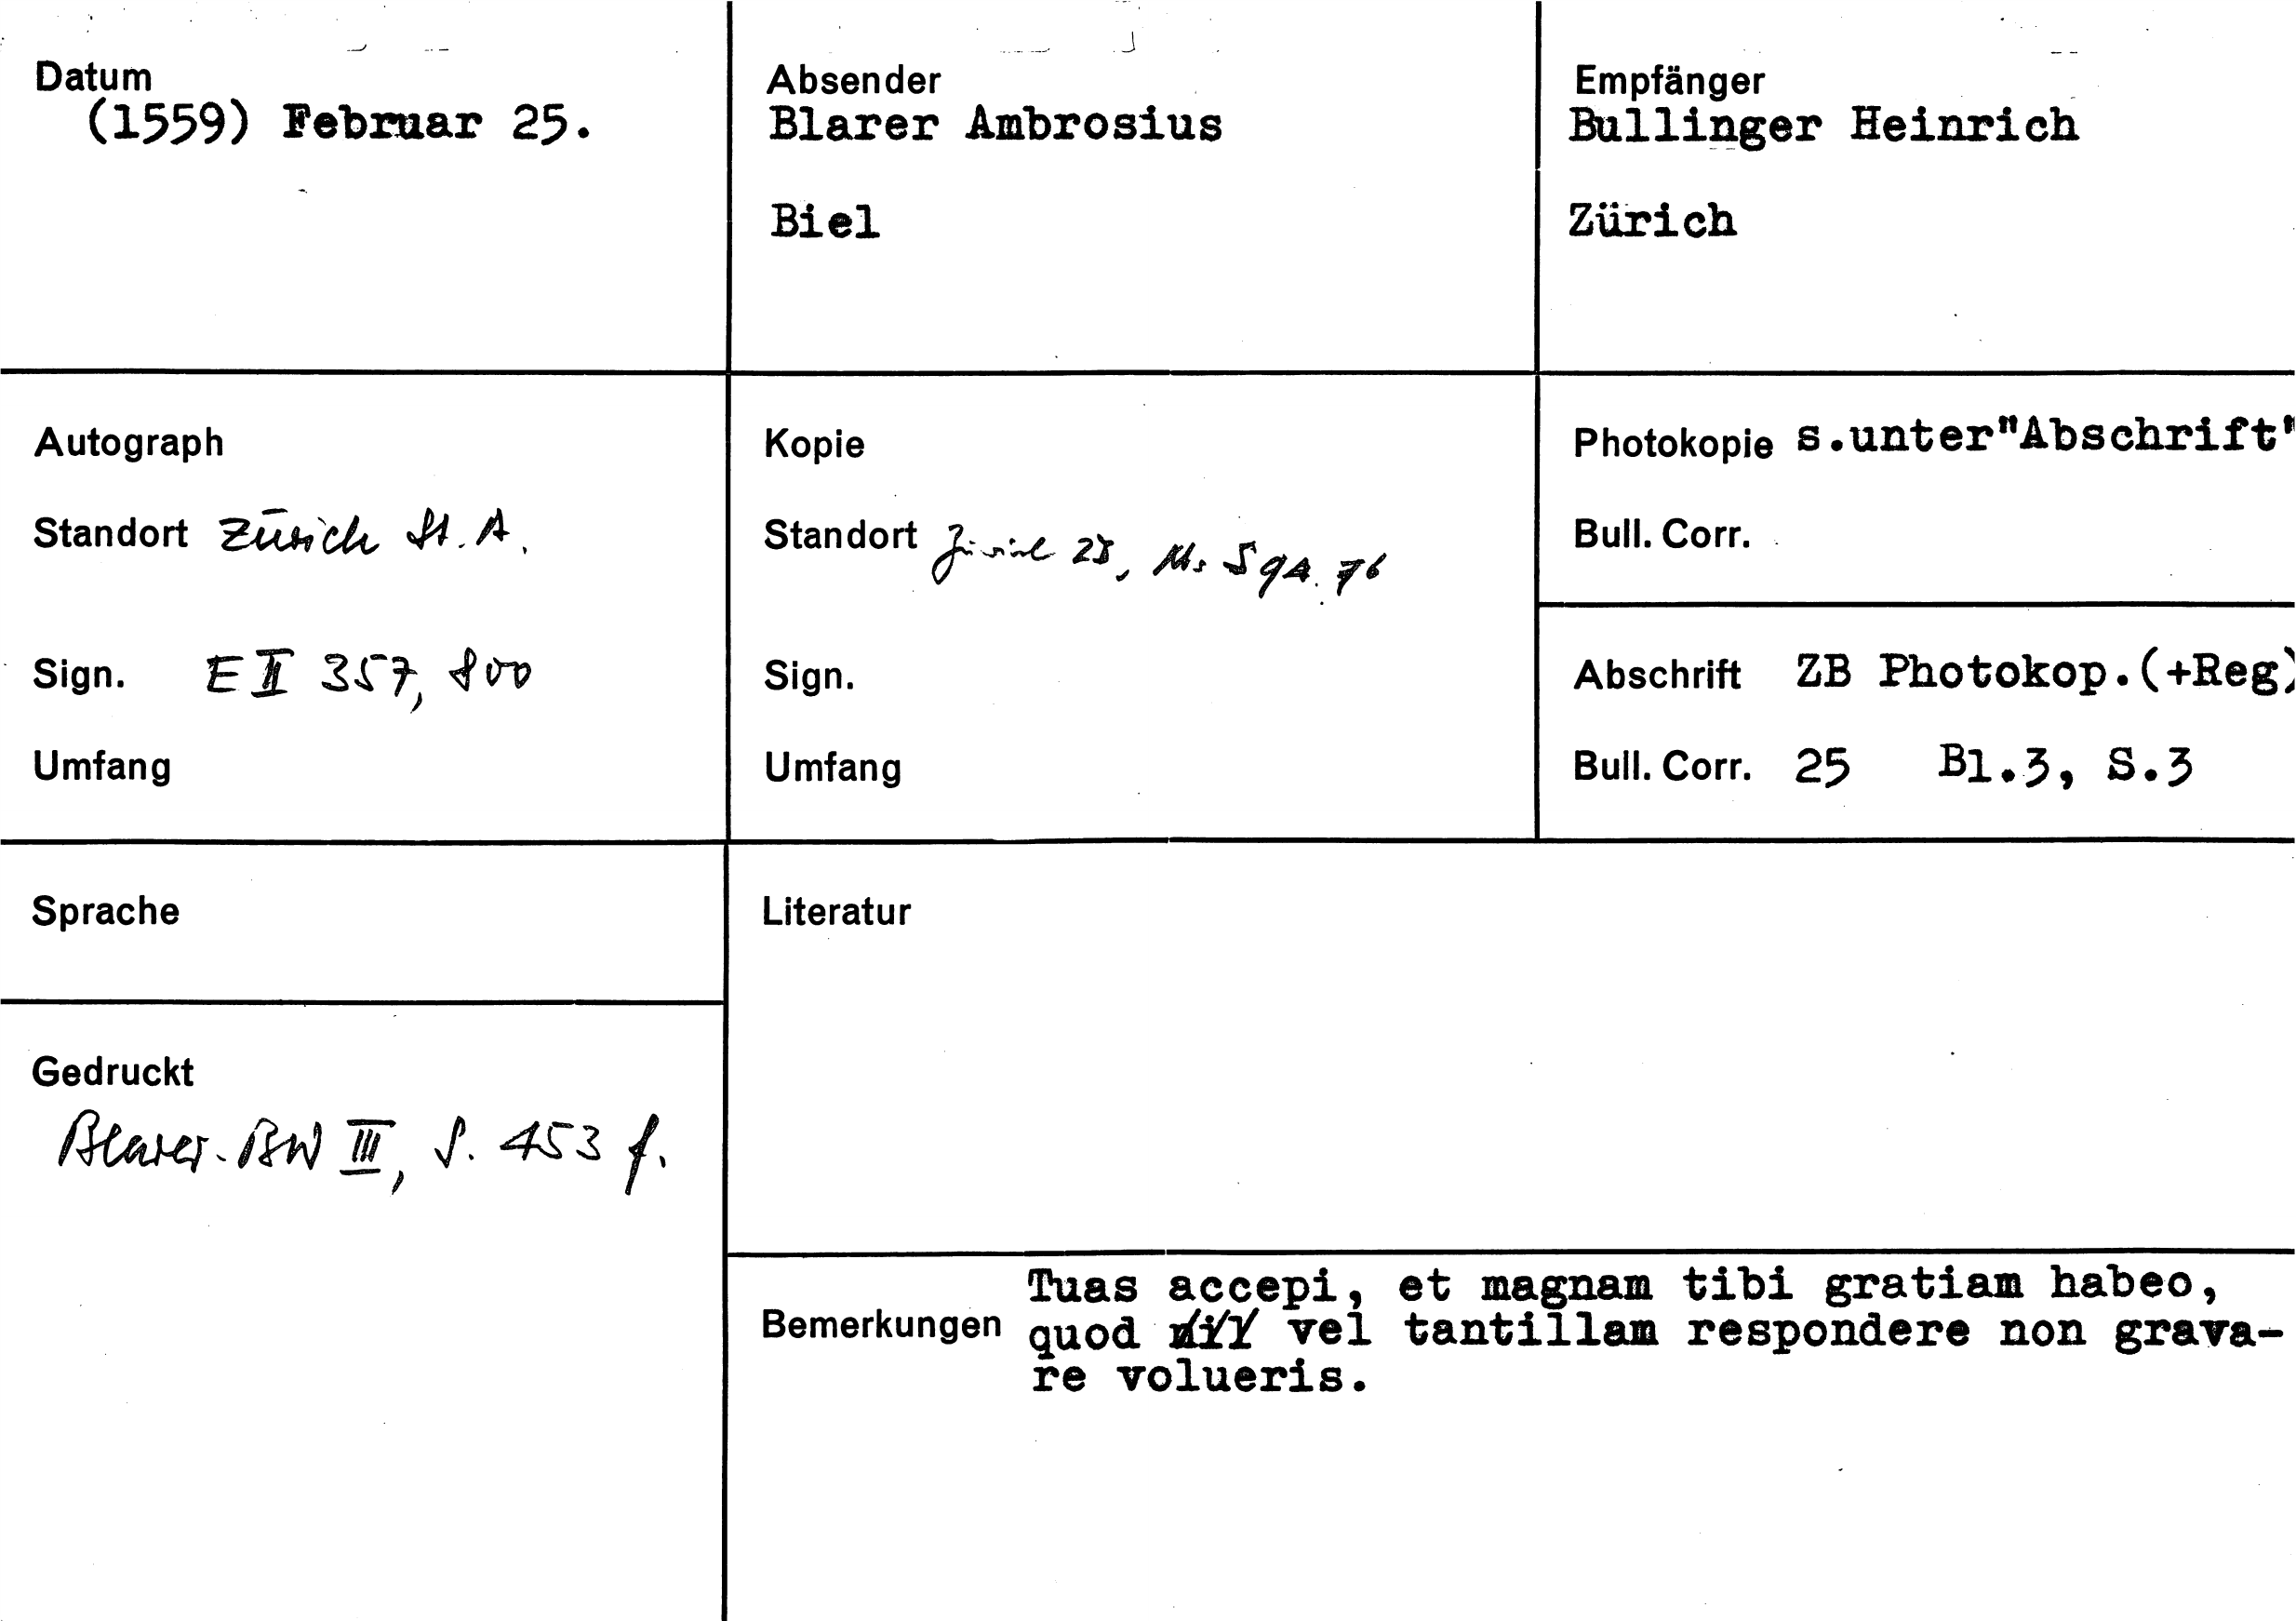 Datum
(1559) Februar 25.
Absender
Blarer Ambrosius
Biel
Empfänger
Bullinger Heinrich
Zürich
Autograph
Standort Zürich St. A.
Sign. E II 357, 800
Umfang
Kopie
Standort Zürich ZB, Ms S 94. 76
Sign.
Umfang
Photokopie s.unter"Abschrift"
Bull. Corr.
Abschrift ZB Photokop.(+Reg)
Bull. Corr. 25 Bl.3, S.3
Sprache
Gedruckt
Blarer-BW III, S. 453 f.
Literatur
Bemerkungen
Tuas accepi, et magnam tibi gratiam habeo,
quod vel tantillam respondere non grava-
re volueris.